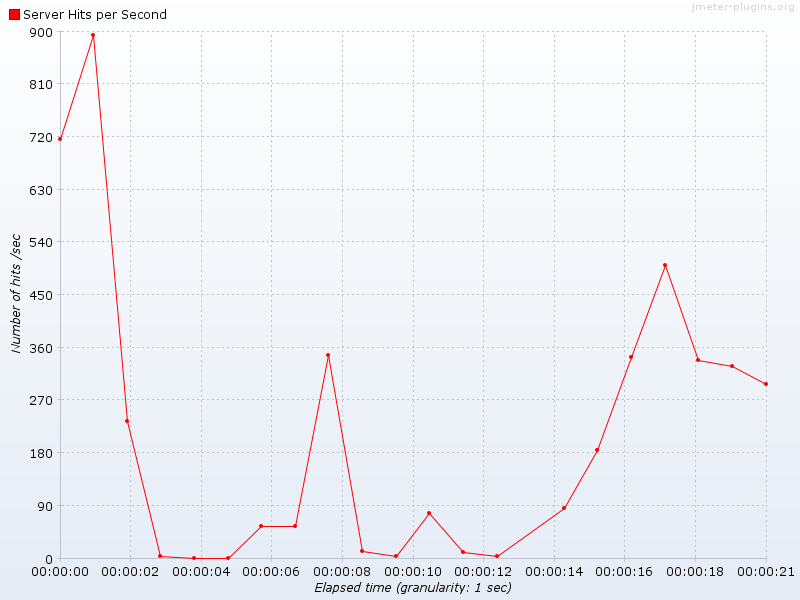 jmeter-plugins.org
Server Hits per Second
900
810
720
630
540
450
360
270
180
90
0
Number of hits /sec
00:00:00 00:00:02 00:00:04 00:00:06 00:00:08 00:00:10 00:00:12 00:00:14 00:00:16 00:00:18 00:00:21
Elapsed time (granularity: 1 sec)